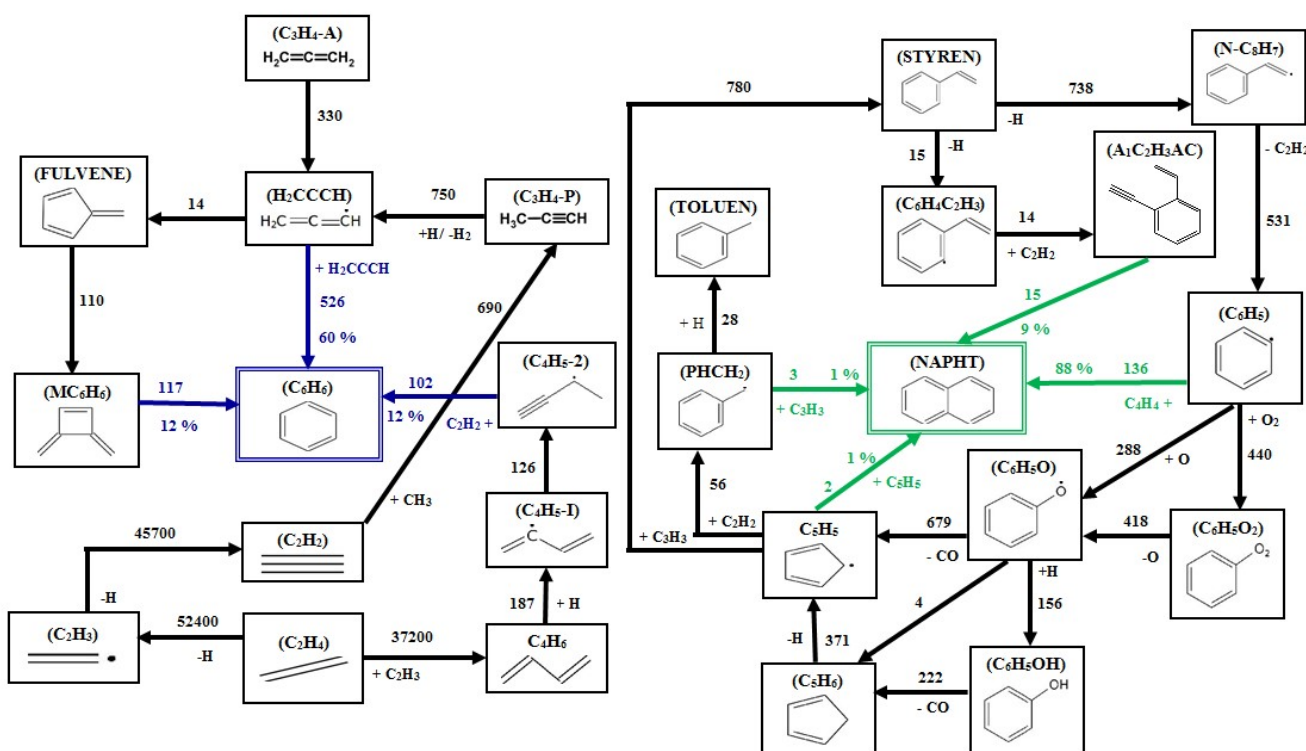 (C3H4-A)
H₂C=C=CH₂
330
(FULVENE)
14
(H2CCCH)
H₂C=C=ĊH
750
+H/ -H₂
(C3H4-P)
H₃C-C≡CH
110
+ H2CCCH
526
60 %
690
(MC6H6)
117
12 %
(C6H6)
102
12 %
C₂H₂ +
(C4H5-2)
126
+ CH3
(C4H5-I)
C
45700
(C2H2)
-H
187
+ H
(C2H3)
52400
-H
(C2H4)
37200
+ C₂H₃
C4H6
780
(STYREN)
738
-H
(N-C8H7)
15
-H
- C₂H₂
(A1C2H3AC)
(TOLUEN)
(C6H4C2H3)
14
+ C₂H₂
531
15
9 %
+ H
28
(C6H5)
(PHCH2)
3
1 %
+ C₃H₃
(NAPHT)
88 %
136
C₄H₄ +
+ O₂
288
+ O
440
1 %
2
+ C₅H₅
56
+ C₂H₂
+ C₃H₃
(C6H5O)
O
C5H5
679
- CO
418
-O
(C6H5O2)
O₂
+H
4
156
-H
371
(C5H6)
222
- CO
(C6H5OH)
OH